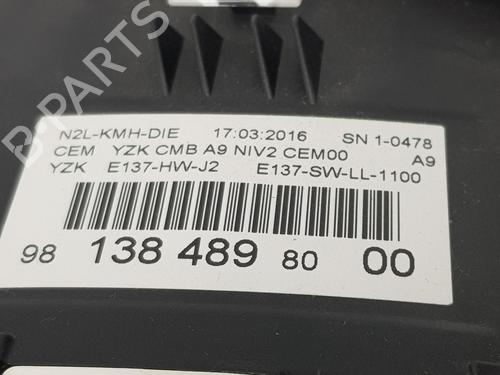 N2L-KMH-DIE 17:03:2016 SN 1-0478
CEM YZK CMB A9 NIV2 CEM00 A9
YZK E137-HW-J2 E137-SW-LL-1100
98 138 489 80 00
B-PARTS